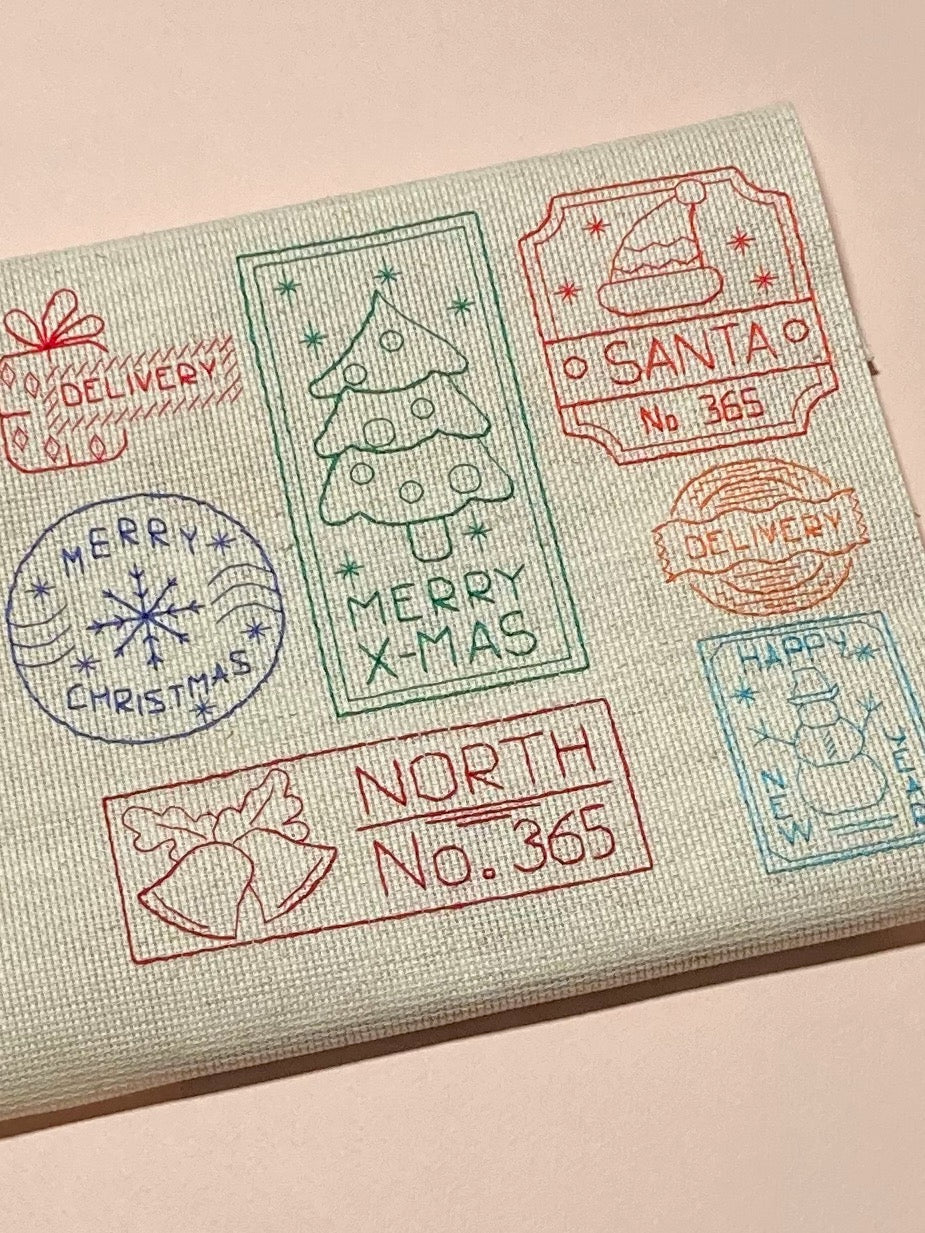 DELIVERY
MERRY
CHRISTMAS
MERRY
X-MAS
SANTA
No 365
DELIVERY
HAPPY
NEW
YEAR
NORTH
No. 365